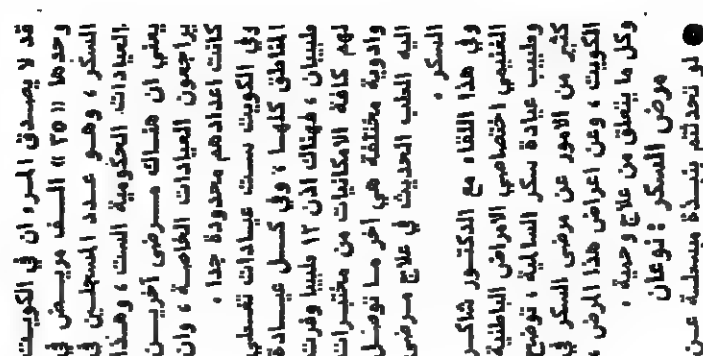 قد لا يصدق المرء ان في الكويت
وحدها « ٢٥ » الف مريض في
السكر ، وهو عدد المسجلين في
العيادات الحكومية الست ، وهذا
يعني ان هناك مرضى آخرين
يراجعون العيادات الخاصة ، وان
كانت اعدادهم محدودة جدا .
وفي الكويت ست عيادات تغطي
المناطق كلها ، وفي كل عيادة
طبيبان ، فهناك اذن ١٢ طبيبا وفرت
لهم كافة الامكانيات من مختبرات
وادوية مختلفة هي آخر ما توصل
اليه الطب الحديث في علاج مرضى
السكر .
وفي هذا اللقاء مع الدكتور شاكر
الغنيمي اختصاصي الامراض الباطنية
وطبيب عيادة سكر السالمية ، توضح
كثير من الامور عن مرضى السكر في
الكويت ، وعن اعراض هذا المرض ،
وكل ما يتعلق من علاج وحمية .
مرض السكر : نوعان
● لو تحدثتم بنبذة مبسطة عن